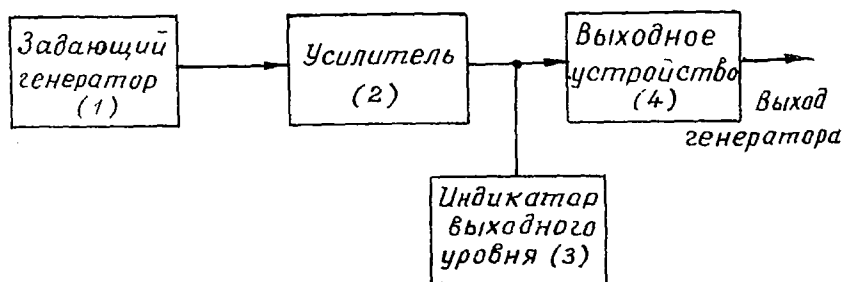 Задающий
генератор
(1)
Усилитель
(2)
Выходное
устройство
(4)
Выход
генератора
Индикатор
выходного
уровня (3)